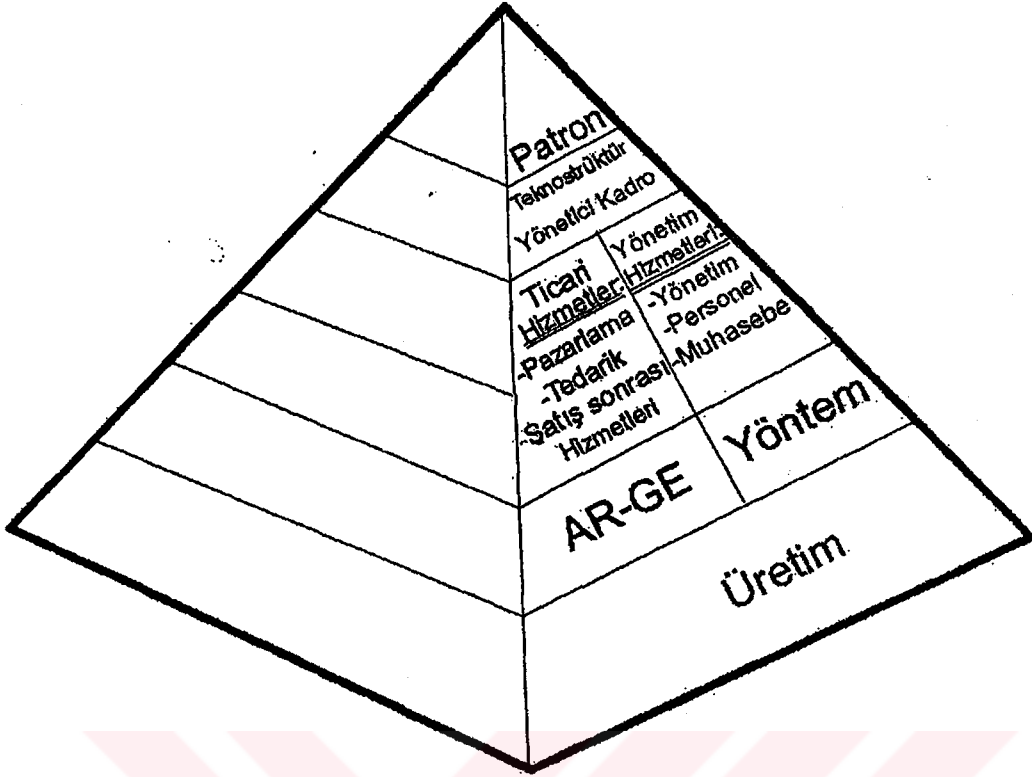 Patron
Teknostrüktür
Yönetici Kadro
Ticari
Hizmetler:
-Pazarlama
-Tedarik
-Satış sonrası
Hizmetleri
Yönetim
Hizmetleri:
-Yönetim
-Personel
-Muhasebe
AR-GE
Yöntem
Üretim